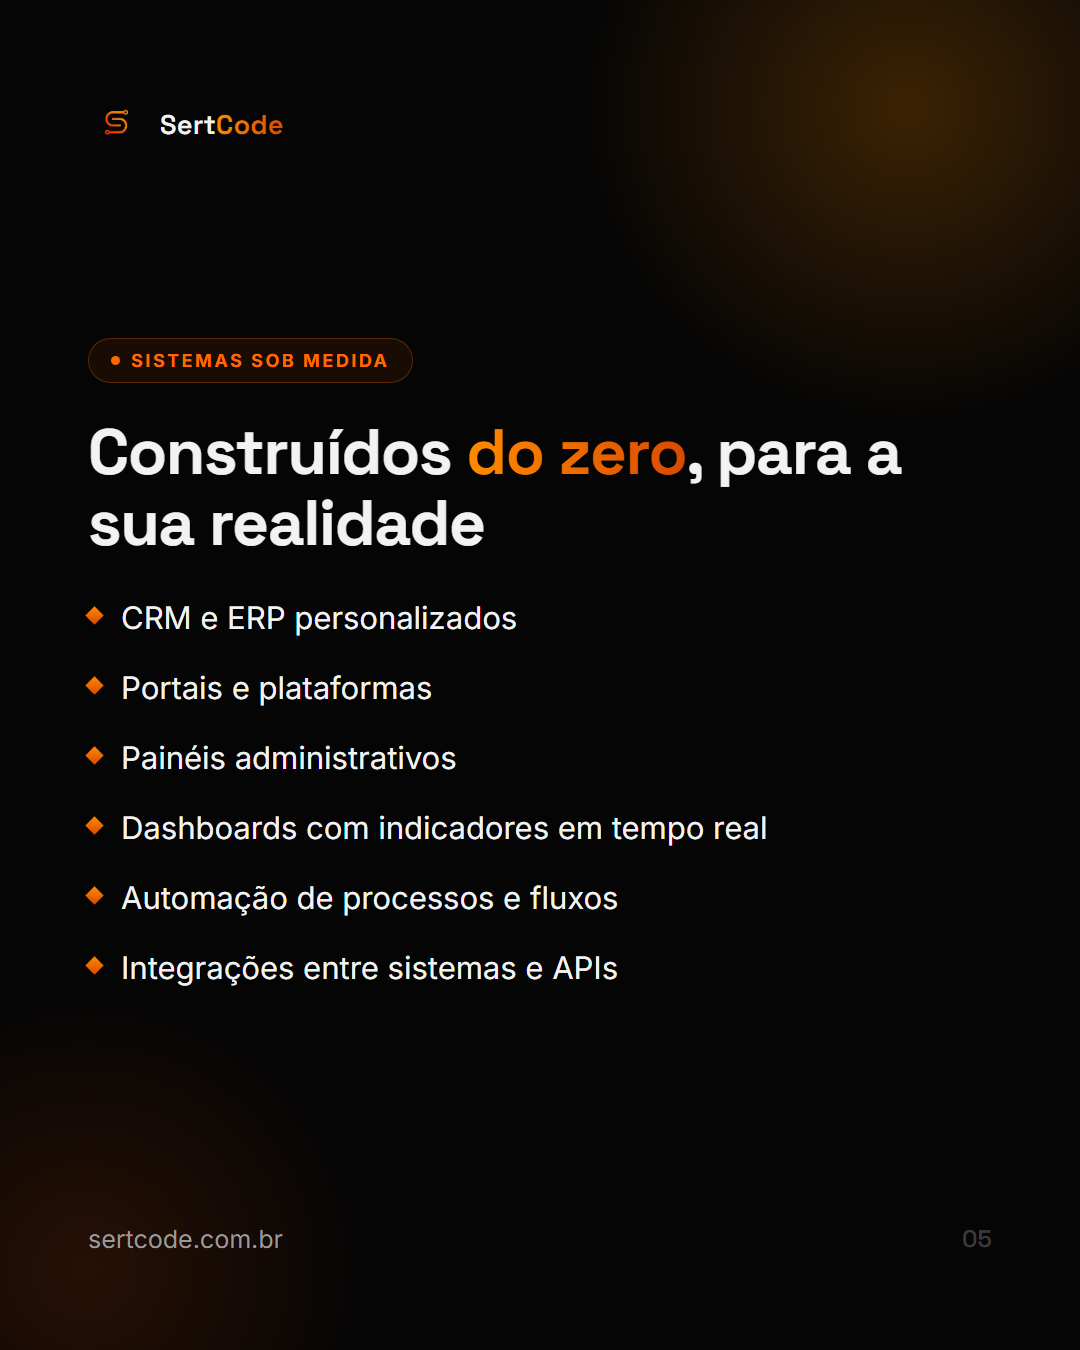 SertCode
SISTEMAS SOB MEDIDA
Construídos do zero, para a
sua realidade
CRM e ERP personalizados
Portais e plataformas
Painéis administrativos
Dashboards com indicadores em tempo real
Automação de processos e fluxos
Integrações entre sistemas e APIs
sertcode.com.br
05